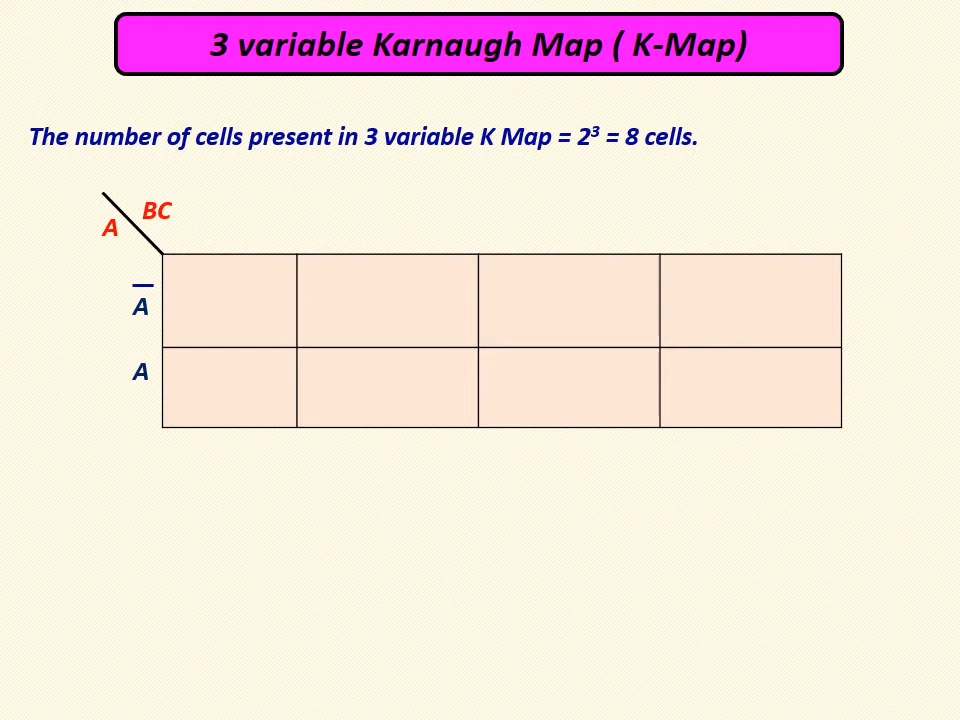 3 variable Karnaugh Map ( K-Map)
The number of cells present in 3 variable K Map = 2³ = 8 cells.
BC
A
A̅
A